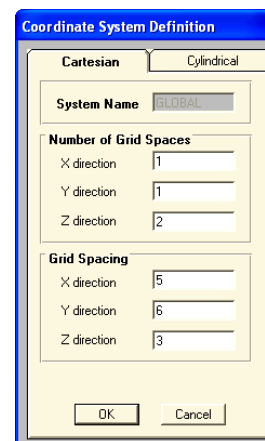 Coordinate System Definition
Cartesian Cylindrical
System Name GLOBAL
Number of Grid Spaces
X direction 1
Y direction 1
Z direction 2
Grid Spacing
X direction 5
Y direction 6
Z direction 3
OK Cancel